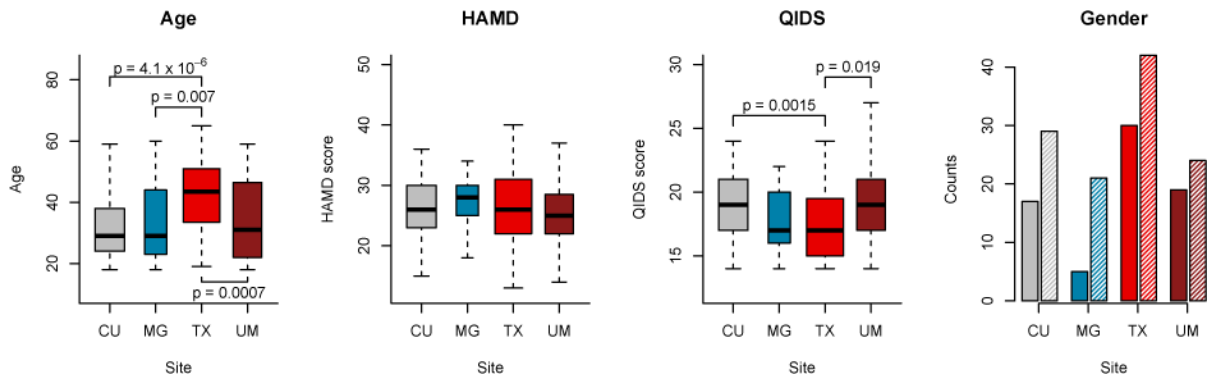 Age
HAMD
QIDS
Gender
p = 4.1 x 10⁻⁶
p = 0.007
p = 0.0007
80
60
40
20
Age
CU MG TX UM
Site
50
40
30
20
HAMD score
CU MG TX UM
Site
p = 0.019
p = 0.0015
30
25
20
15
QIDS score
CU MG TX UM
Site
40
30
20
10
0
Counts
CU MG TX UM
Site